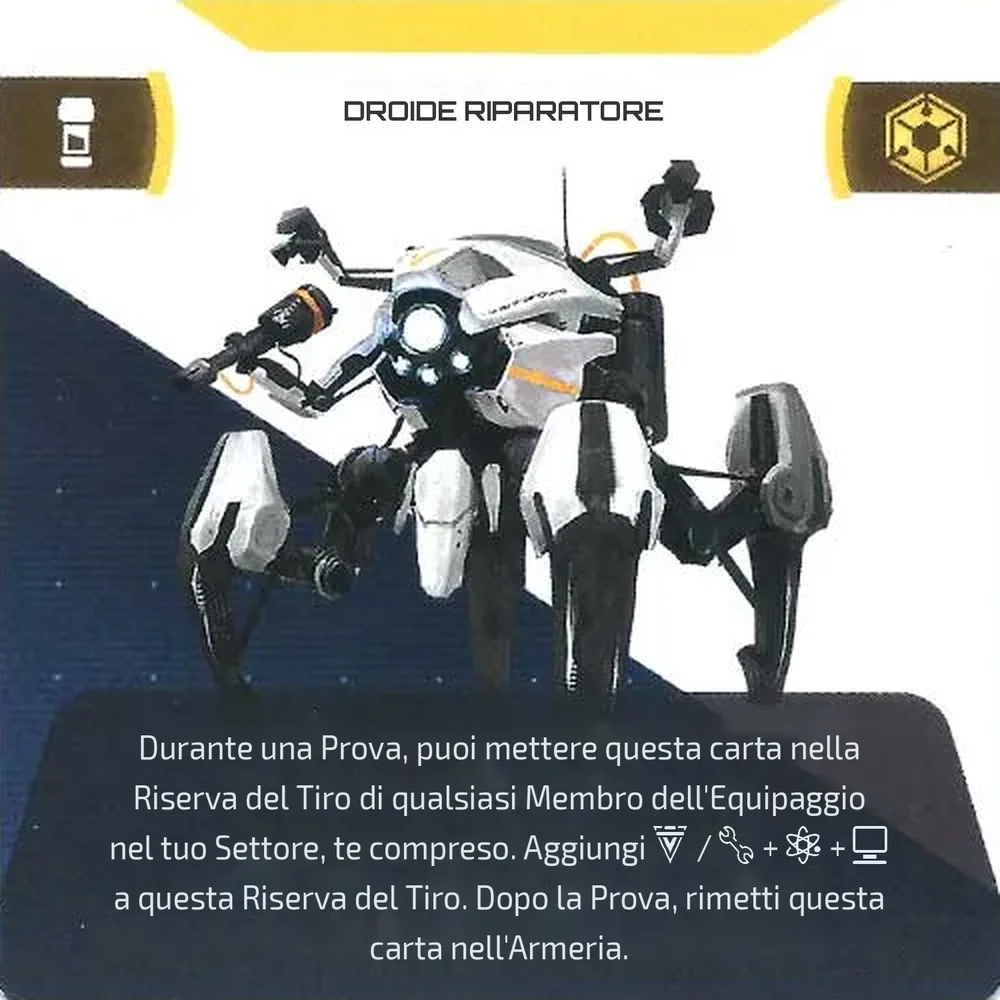 DROIDE RIPARATORE
Durante una Prova, puoi mettere questa carta nella
Riserva del Tiro di qualsiasi Membro dell'Equipaggio
nel tuo Settore, te compreso. Aggiungi / + +
a questa Riserva del Tiro. Dopo la Prova, rimetti questa
carta nell'Armeria.